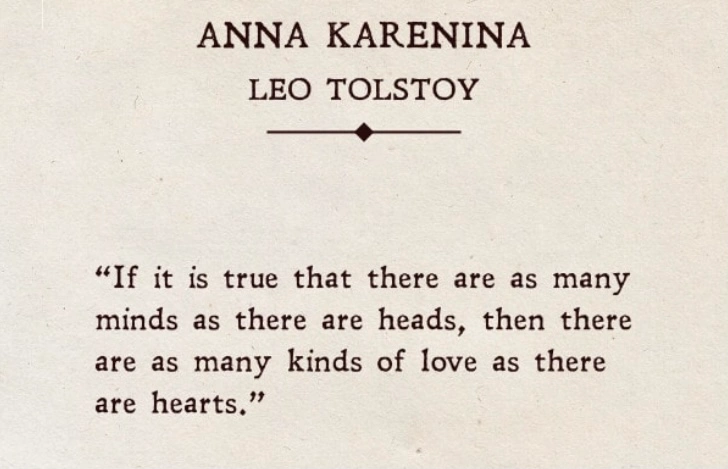 ANNA KARENINA
LEO TOLSTOY
“If it is true that there are as many
minds as there are heads, then there
are as many kinds of love as there
are hearts.”